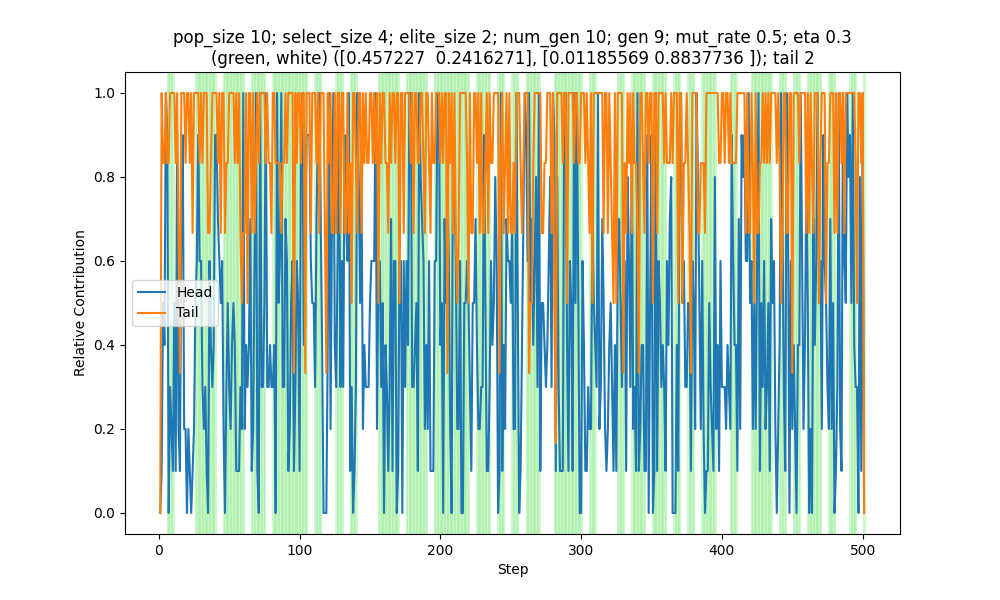 pop_size 10; select_size 4; elite_size 2; num_gen 10; gen 9; mut_rate 0.5; eta 0.3
(green, white) ([0.457227  0.2416271], [0.01185569 0.8837736 ]); tail 2
1.0
0.8
0.6
0.4
0.2
0.0
Relative Contribution
Head
Tail
0
100
200
300
400
500
Step